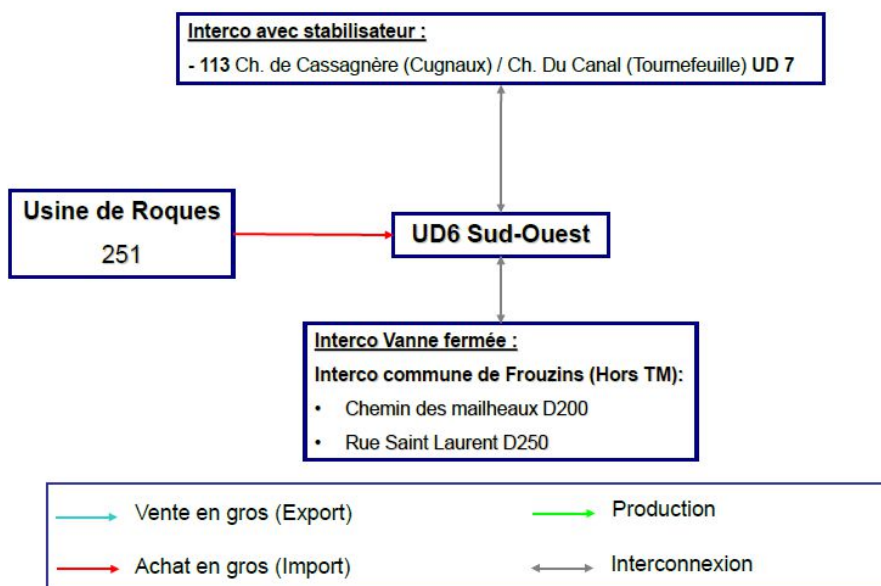 Interco avec stabilisateur :
- 113 Ch. de Cassagnère (Cugnaux) / Ch. Du Canal (Tournefeuille) UD 7
Usine de Roques
251
UD6 Sud-Ouest
Interco Vanne fermée :
Interco commune de Frouzins (Hors TM):
• Chemin des mailheaux D200
• Rue Saint Laurent D250
Vente en gros (Export)
Production
Achat en gros (Import)
Interconnexion